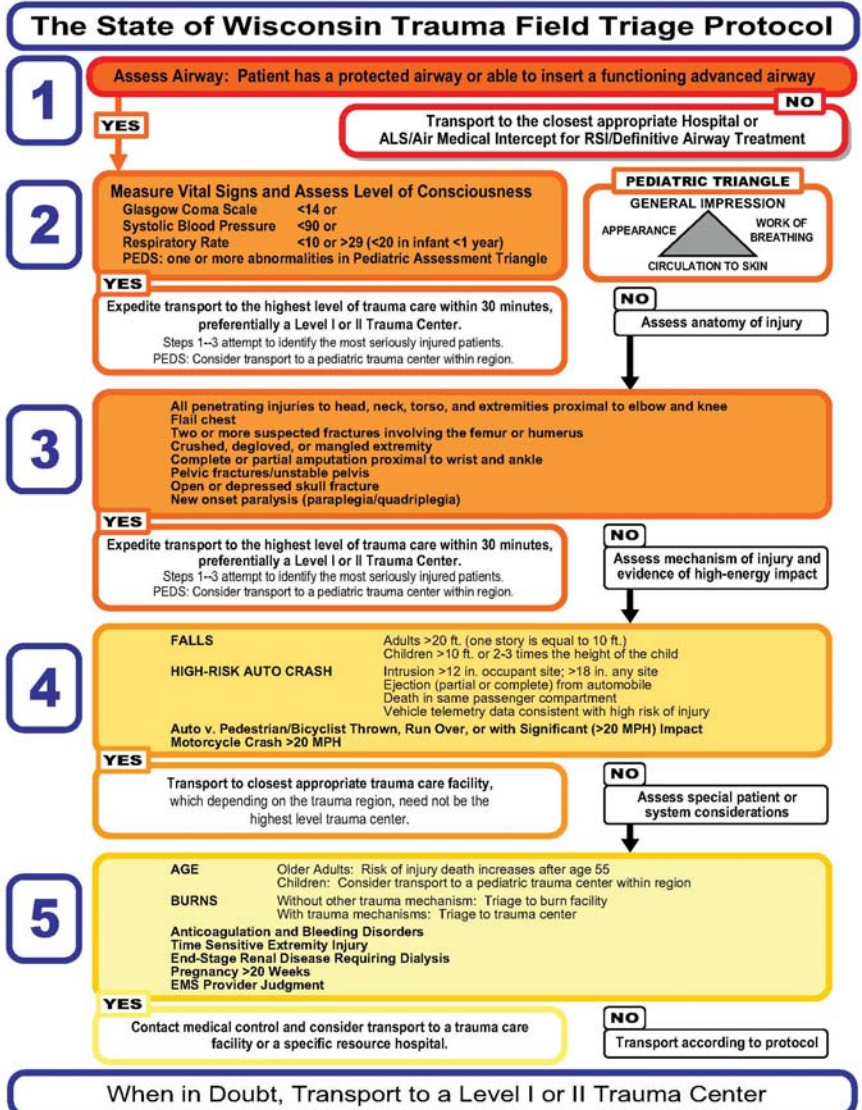 The State of Wisconsin Trauma Field Triage Protocol
1
Assess Airway: Patient has a protected airway or able to insert a functioning advanced airway
YES
NO
Transport to the closest appropriate Hospital or
ALS/Air Medical Intercept for RSI/Definitive Airway Treatment
2
Measure Vital Signs and Assess Level of Consciousness
Glasgow Coma Scale <14 or
Systolic Blood Pressure <90 or
Respiratory Rate <10 or >29 (<20 in infant <1 year)
PEDS: one or more abnormalities in Pediatric Assessment Triangle
PEDIATRIC TRIANGLE
GENERAL IMPRESSION
APPEARANCE
WORK OF
BREATHING
CIRCULATION TO SKIN
YES
Expedite transport to the highest level of trauma care within 30 minutes,
preferentially a Level I or II Trauma Center.
Steps 1--3 attempt to identify the most seriously injured patients.
PEDS: Consider transport to a pediatric trauma center within region.
NO
Assess anatomy of injury
3
All penetrating injuries to head, neck, torso, and extremities proximal to elbow and knee
Flail chest
Two or more suspected fractures involving the femur or humerus
Crushed, degloved, or mangled extremity
Complete or partial amputation proximal to wrist and ankle
Pelvic fractures/unstable pelvis
Open or depressed skull fracture
New onset paralysis (paraplegia/quadriplegia)
YES
Expedite transport to the highest level of trauma care within 30 minutes,
preferentially a Level I or II Trauma Center.
Steps 1--3 attempt to identify the most seriously injured patients.
PEDS: Consider transport to a pediatric trauma center within region.
NO
Assess mechanism of injury and
evidence of high-energy impact
4
FALLS Adults >20 ft. (one story is equal to 10 ft.)
Children >10 ft. or 2-3 times the height of the child
HIGH-RISK AUTO CRASH Intrusion >12 in. occupant site; >18 in. any site
Ejection (partial or complete) from automobile
Death in same passenger compartment
Vehicle telemetry data consistent with high risk of injury
Auto v. Pedestrian/Bicyclist Thrown, Run Over, or with Significant (>20 MPH) Impact
Motorcycle Crash >20 MPH
YES
Transport to closest appropriate trauma care facility,
which depending on the trauma region, need not be the
highest level trauma center.
NO
Assess special patient or
system considerations
5
AGE Older Adults: Risk of injury death increases after age 55
Children: Consider transport to a pediatric trauma center within region
BURNS Without other trauma mechanism: Triage to burn facility
With trauma mechanisms: Triage to trauma center
Anticoagulation and Bleeding Disorders
Time Sensitive Extremity Injury
End-Stage Renal Disease Requiring Dialysis
Pregnancy >20 Weeks
EMS Provider Judgment
YES
Contact medical control and consider transport to a trauma care
facility or a specific resource hospital.
NO
Transport according to protocol
When in Doubt, Transport to a Level I or II Trauma Center